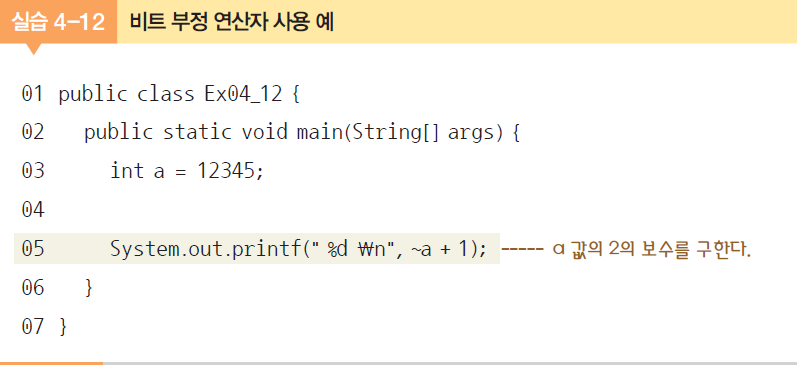 실습 4-12 비트 부정 연산자 사용 예
01 public class Ex04_12 {
02 public static void main(String[] args) {
03 int a = 12345;
04
05 System.out.printf(" %d ₩n", ~a + 1); ----- a 값의 2의 보수를 구한다.
06 }
07 }